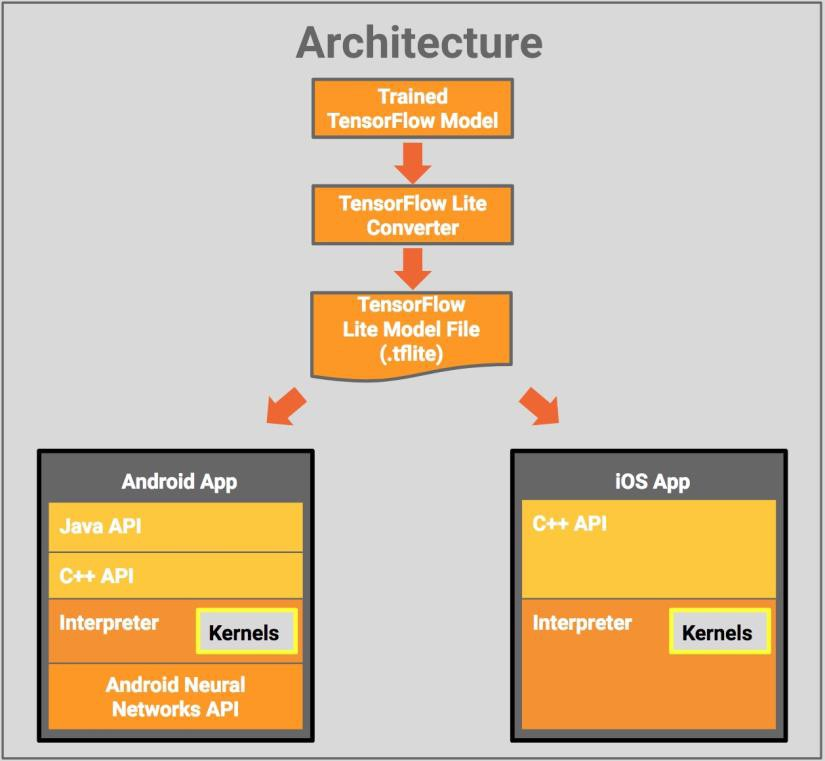 Architecture
Trained
TensorFlow Model
TensorFlow Lite
Converter
TensorFlow
Lite Model File
(.tflite)
Android App
Java API
C++ API
Interpreter
Kernels
Android Neural
Networks API
iOS App
C++ API
Interpreter
Kernels